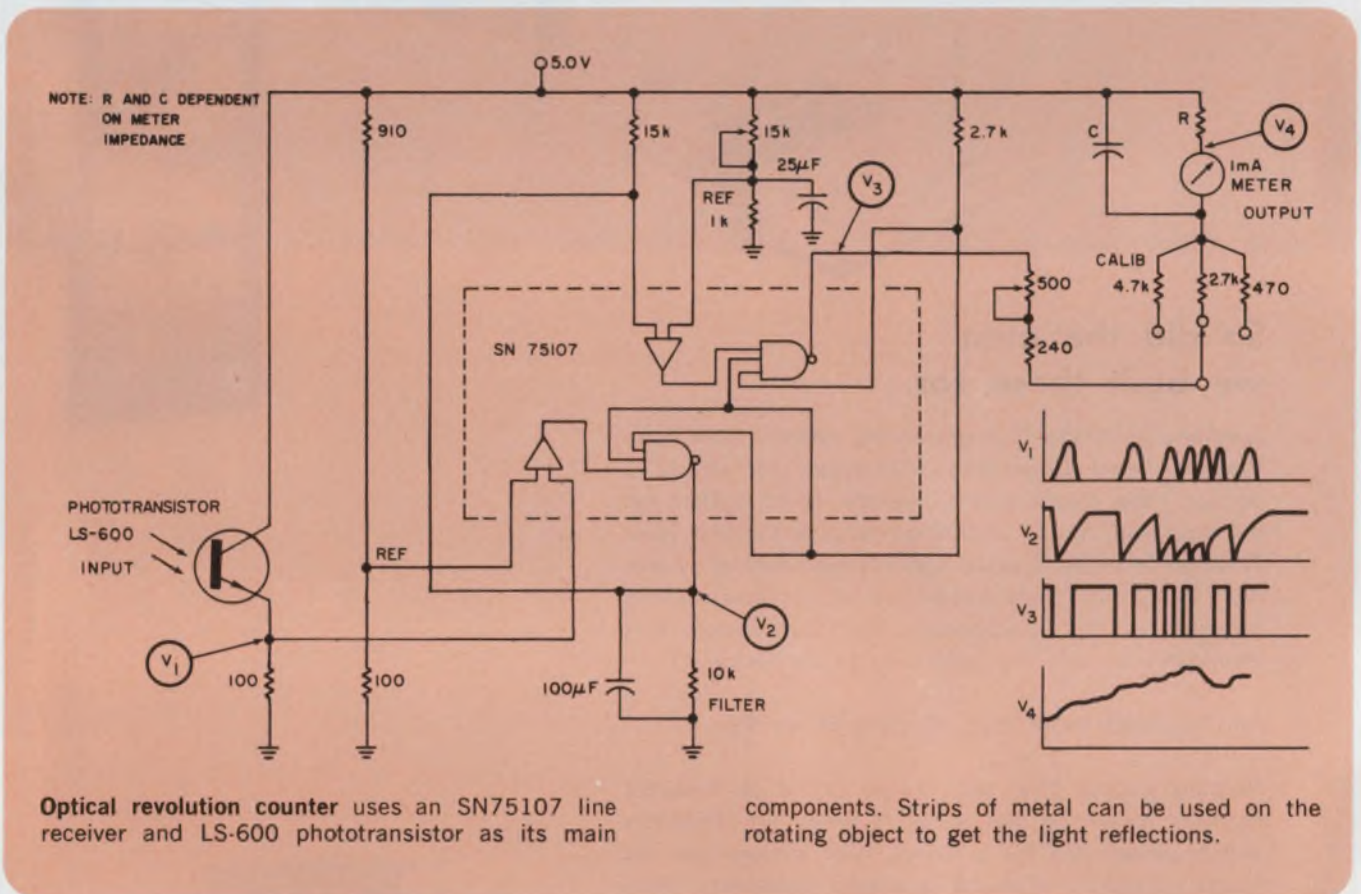 5.0 V
NOTE: R AND C DEPENDENT
ON METER
IMPEDANCE
910
15k
15k
2.7k
C
R
V4
25μF
V3
1mA
METER
OUTPUT
REF
1k
CALIB
4.7k
2.7k
470
500
SN 75107
240
PHOTOTRANSISTOR
LS-600
INPUT
REF
V1
V2
V3
V4
V1
V2
100
100
100μF
10k
FILTER
Optical revolution counter uses an SN75107 line
receiver and LS-600 phototransistor as its main
components. Strips of metal can be used on the
rotating object to get the light reflections.